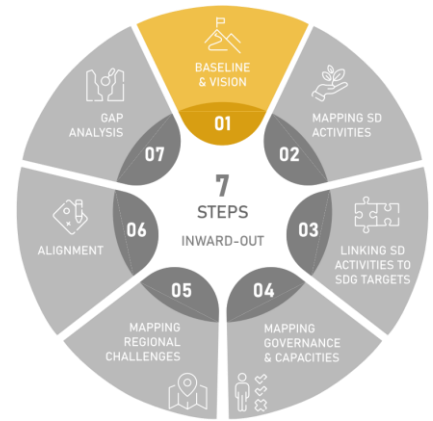 BASELINE
& VISION
01
MAPPING SD
ACTIVITIES
02
03
LINKING SD
ACTIVITIES TO
SDG TARGETS
04
MAPPING
GOVERNANCE
& CAPACITIES
05
MAPPING
REGIONAL
CHALLENGES
06
ALIGNMENT
GAP
ANALYSIS
07
7
STEPS
INWARD-OUT